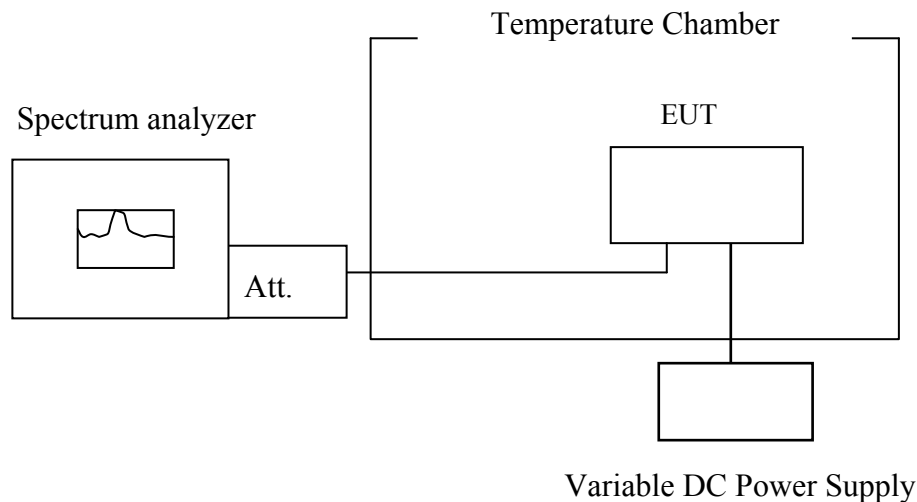 Temperature Chamber
Spectrum analyzer
EUT
Att.
Variable DC Power Supply